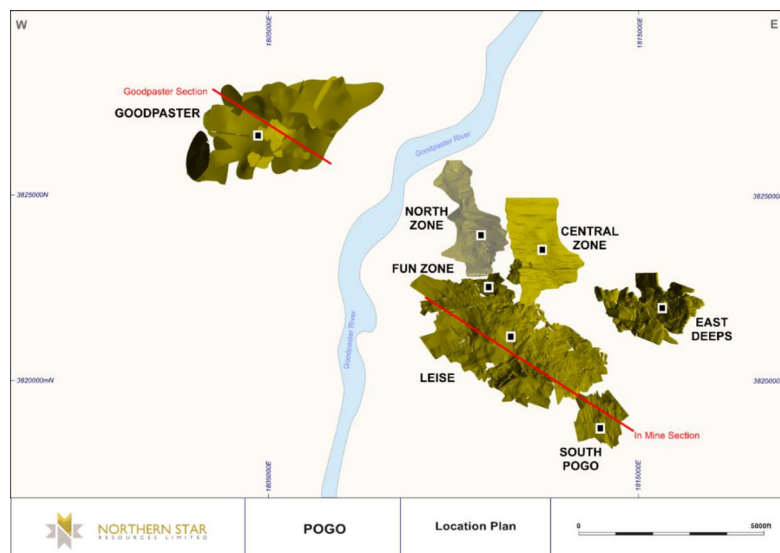 W
E
1805000E
1815000E
Goodpaster Section
GOODPASTER
Goodpaster River
3825000N
3825000N
NORTH
ZONE
CENTRAL
ZONE
FUN ZONE
EAST
DEEPS
Goodpaster River
LEISE
3820000mN
3820000N
In Mine Section
SOUTH
POGO
1805000E
1815000E
NORTHERN STAR
RESOURCES LIMITED
POGO
Location Plan
0
5000ft